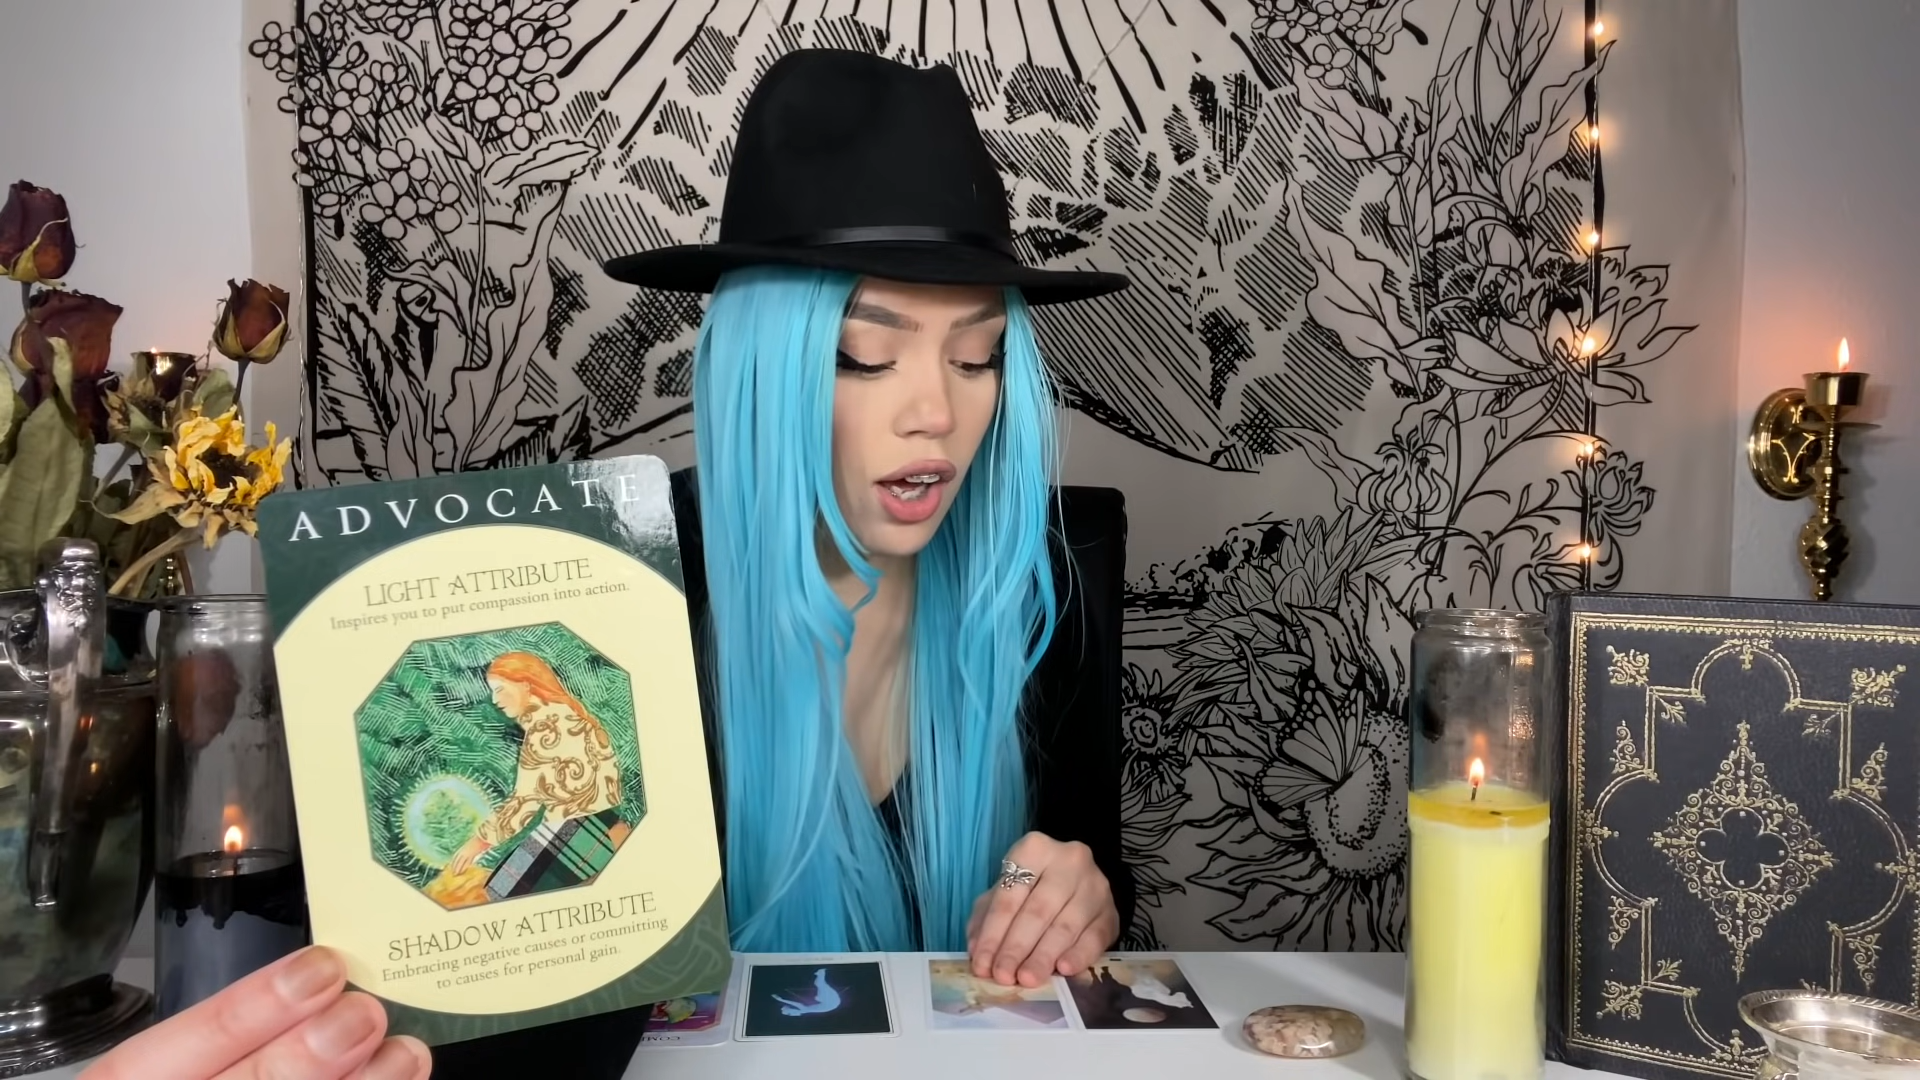 ADVOCATE
LIGHT ATTRIBUTE
Inspires you to put compassion into action.
SHADOW ATTRIBUTE
Embracing negative causes or committing
to causes for personal gain.